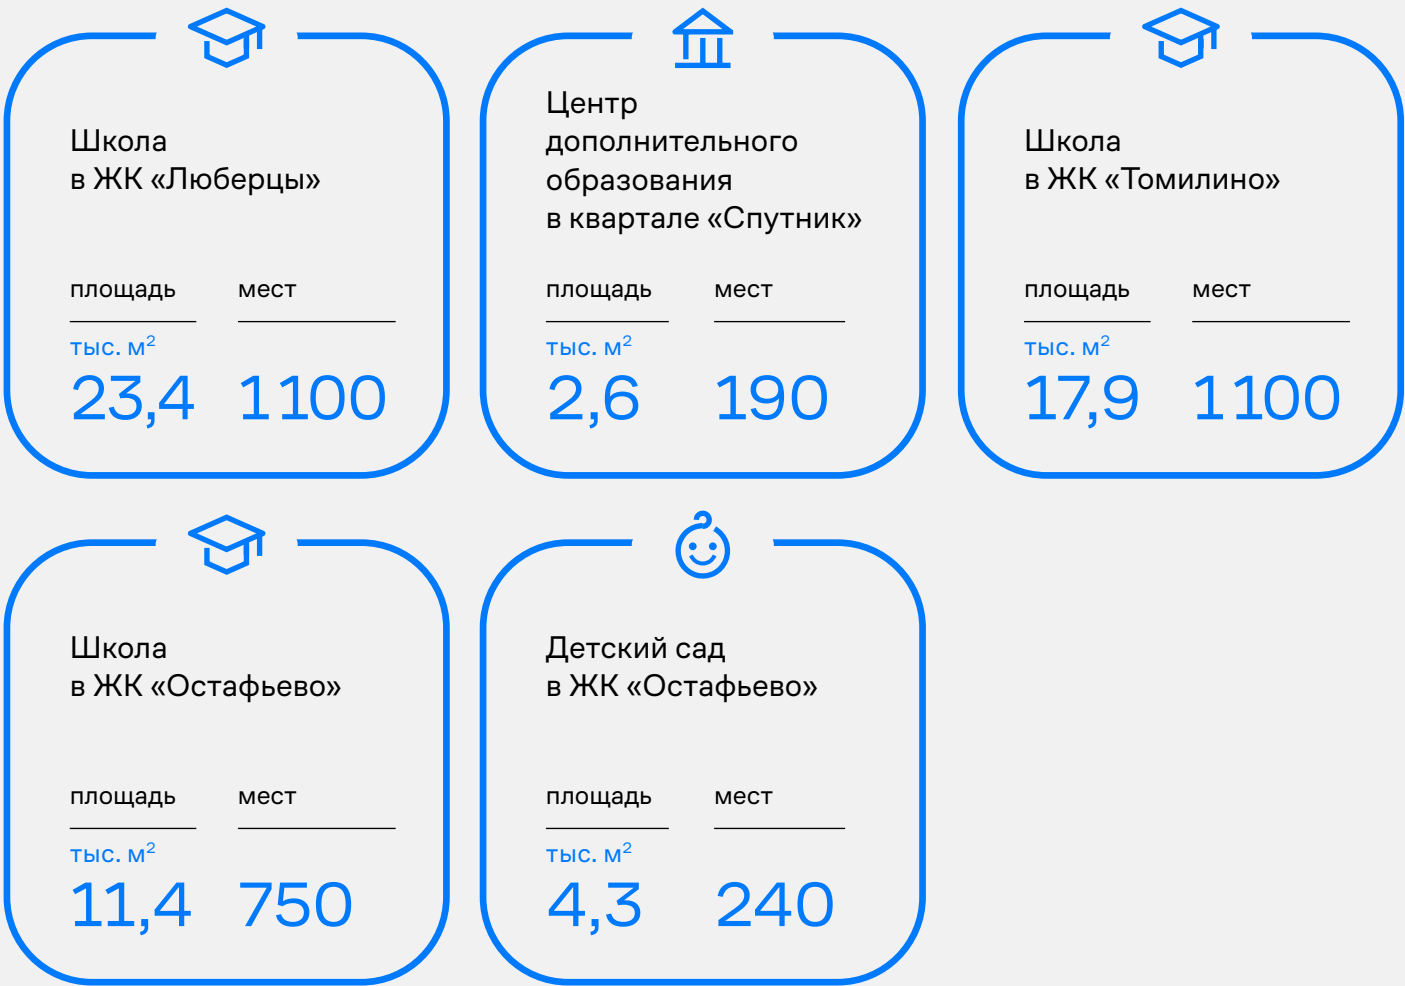 Школа
в ЖК «Люберцы»
площадь мест
тыс. м²
23,4 1100
Центр
дополнительного
образования
в квартале «Спутник»
площадь мест
тыс. м²
2,6 190
Школа
в ЖК «Томилино»
площадь мест
тыс. м²
17,9 1100
Школа
в ЖК «Остафьево»
площадь мест
тыс. м²
11,4 750
Детский сад
в ЖК «Остафьево»
площадь мест
тыс. м²
4,3 240